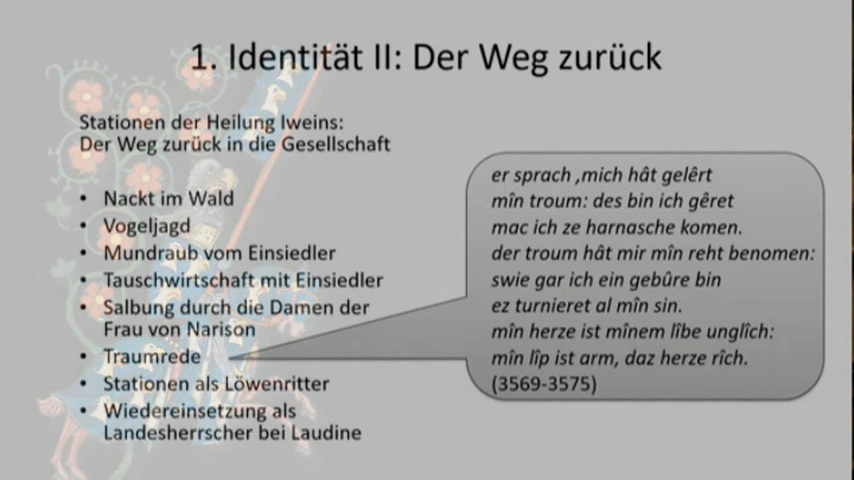 1. Identität II: Der Weg zurück
Stationen der Heilung Iweins:
Der Weg zurück in die Gesellschaft
• Nackt im Wald
• Vogeljagd
• Mundraub vom Einsiedler
• Tauschwirtschaft mit Einsiedler
• Salbung durch die Damen der
Frau von Narison
• Traumrede
• Stationen als Löwenritter
• Wiedereinsetzung als
Landesherrscher bei Laudine
er sprach ‚mich hât gelêrt
mîn troum: des bin ich gêret
mac ich ze harnasche komen.
der troum hât mir mîn reht benomen:
swie gar ich ein gebûre bin
ez turnieret al mîn sin.
mîn herze ist mînem lîbe unglîch:
mîn lîp ist arm, daz herze rîch.
(3569-3575)